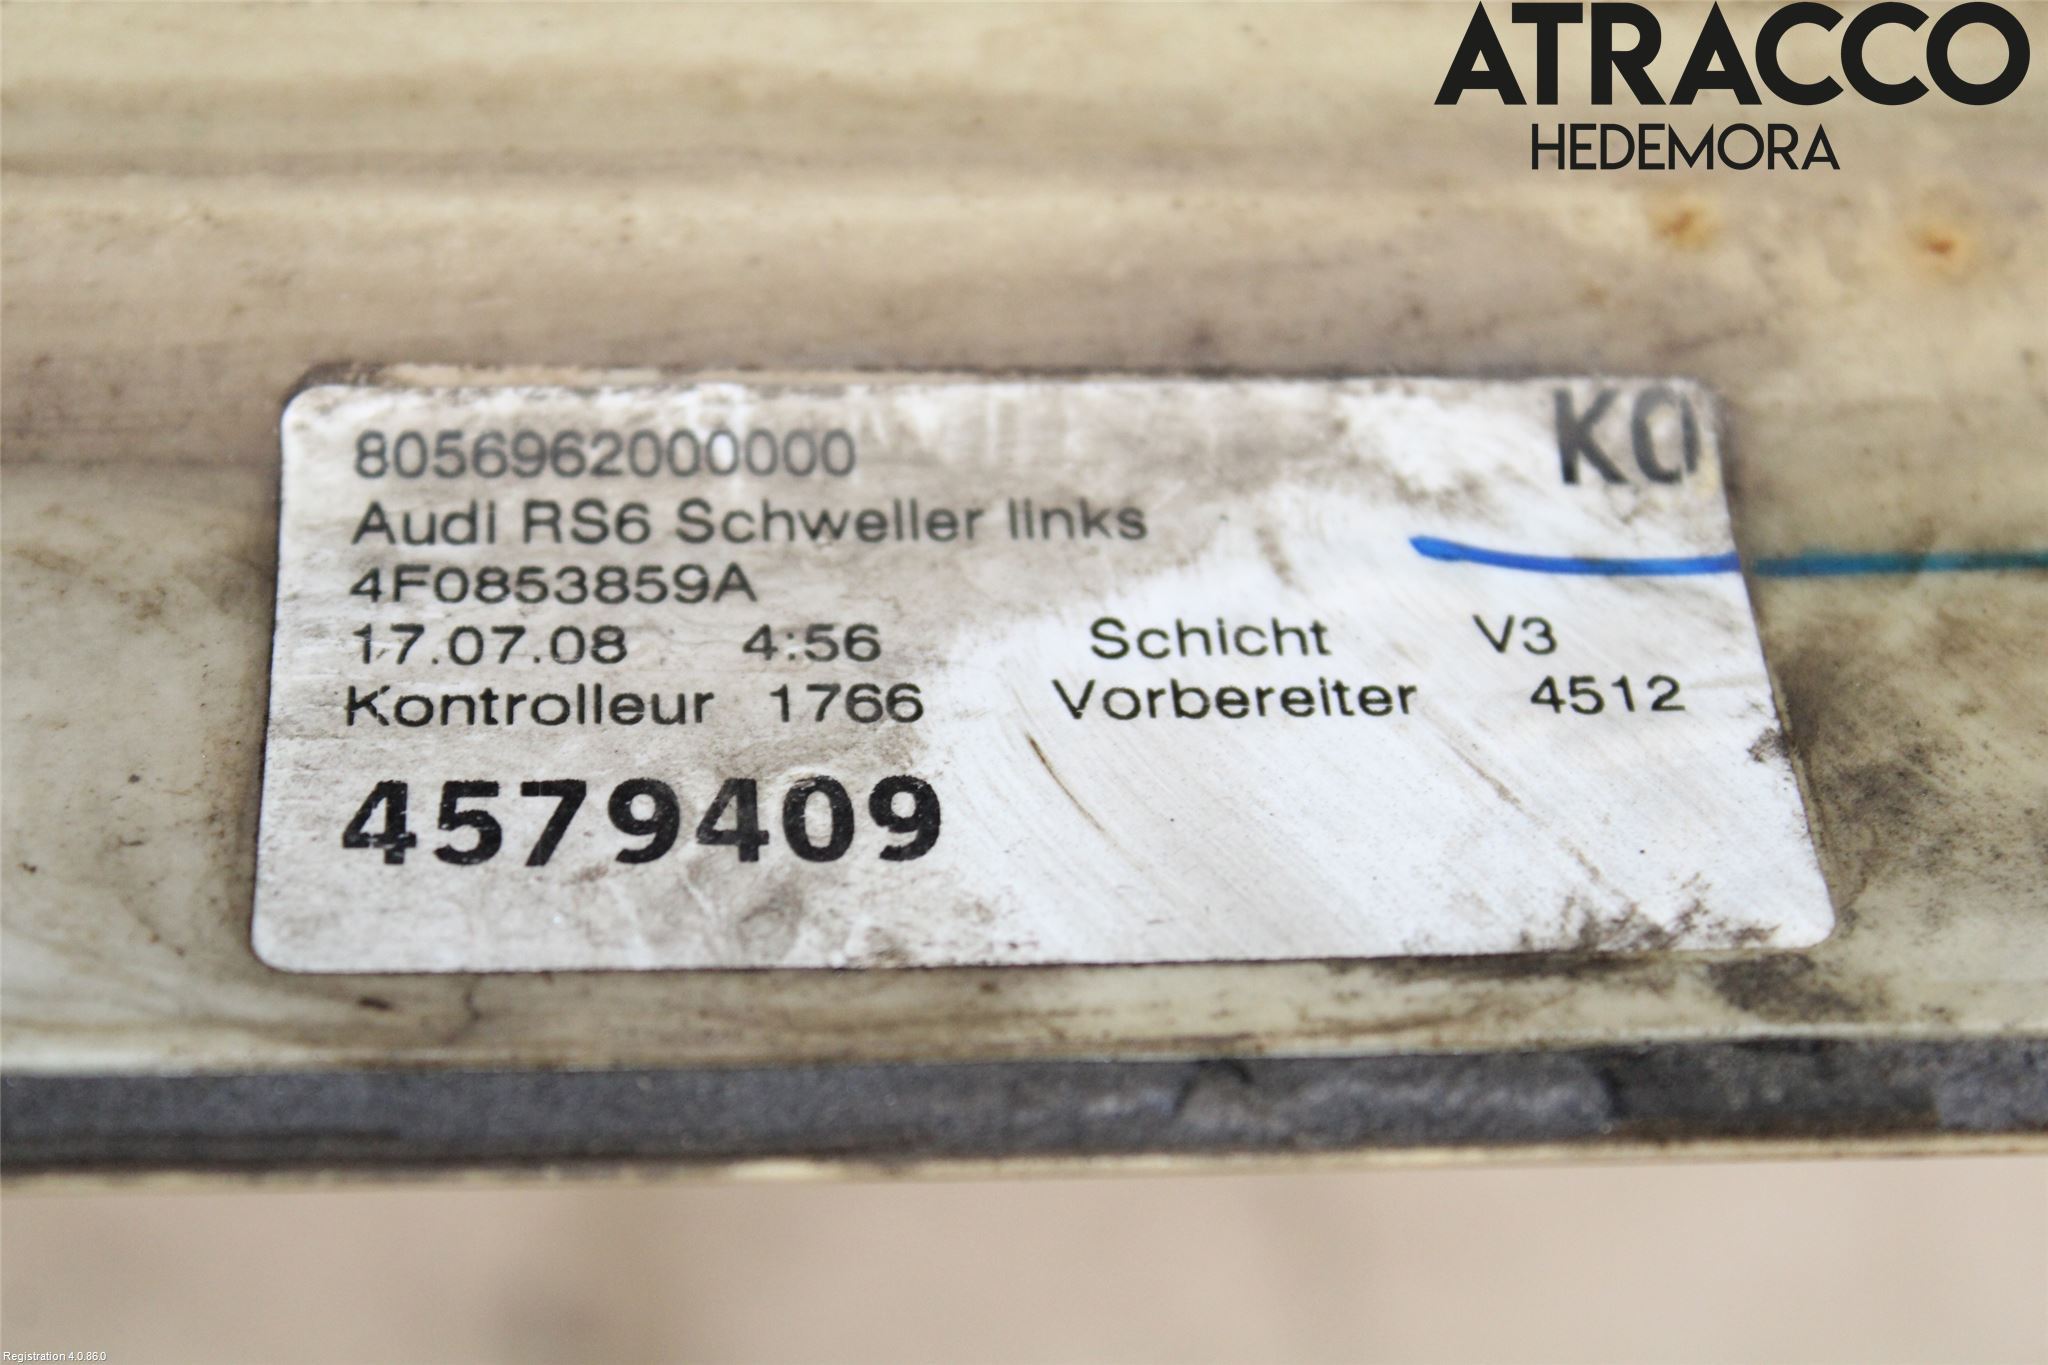 ATRACCO
HEDEMORA
8056962000000 KO
Audi RS6 Schweller links
4F0853859A
17.07.08 4:56 Schicht V3
Kontrolleur 1766 Vorbereiter 4512
4579409
Registration 4.0.86.0